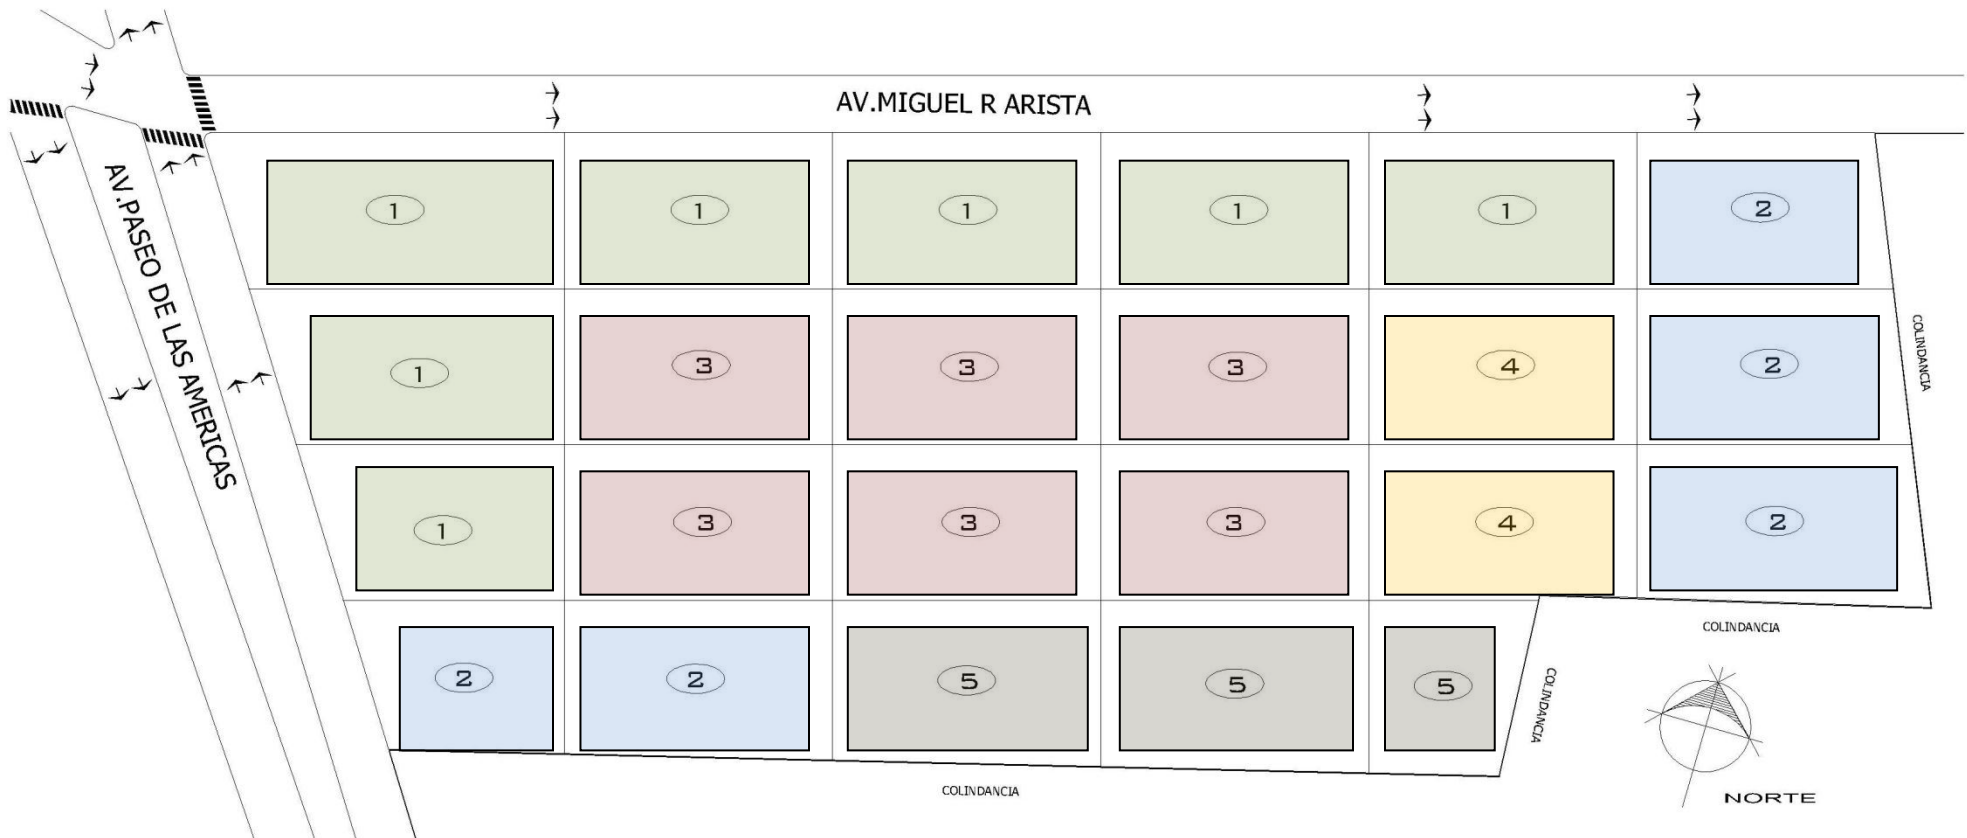 AV.MIGUEL R ARISTA
AV.PASEO DE LAS AMERICAS
1 1 1 1 1 2
1 3 3 3 4 2
1 3 3 3 4 2
2 2 5 5 5
COLINDANCIA
COLINDANCIA
COLINDANCIA
COLINDANCIA
NORTE